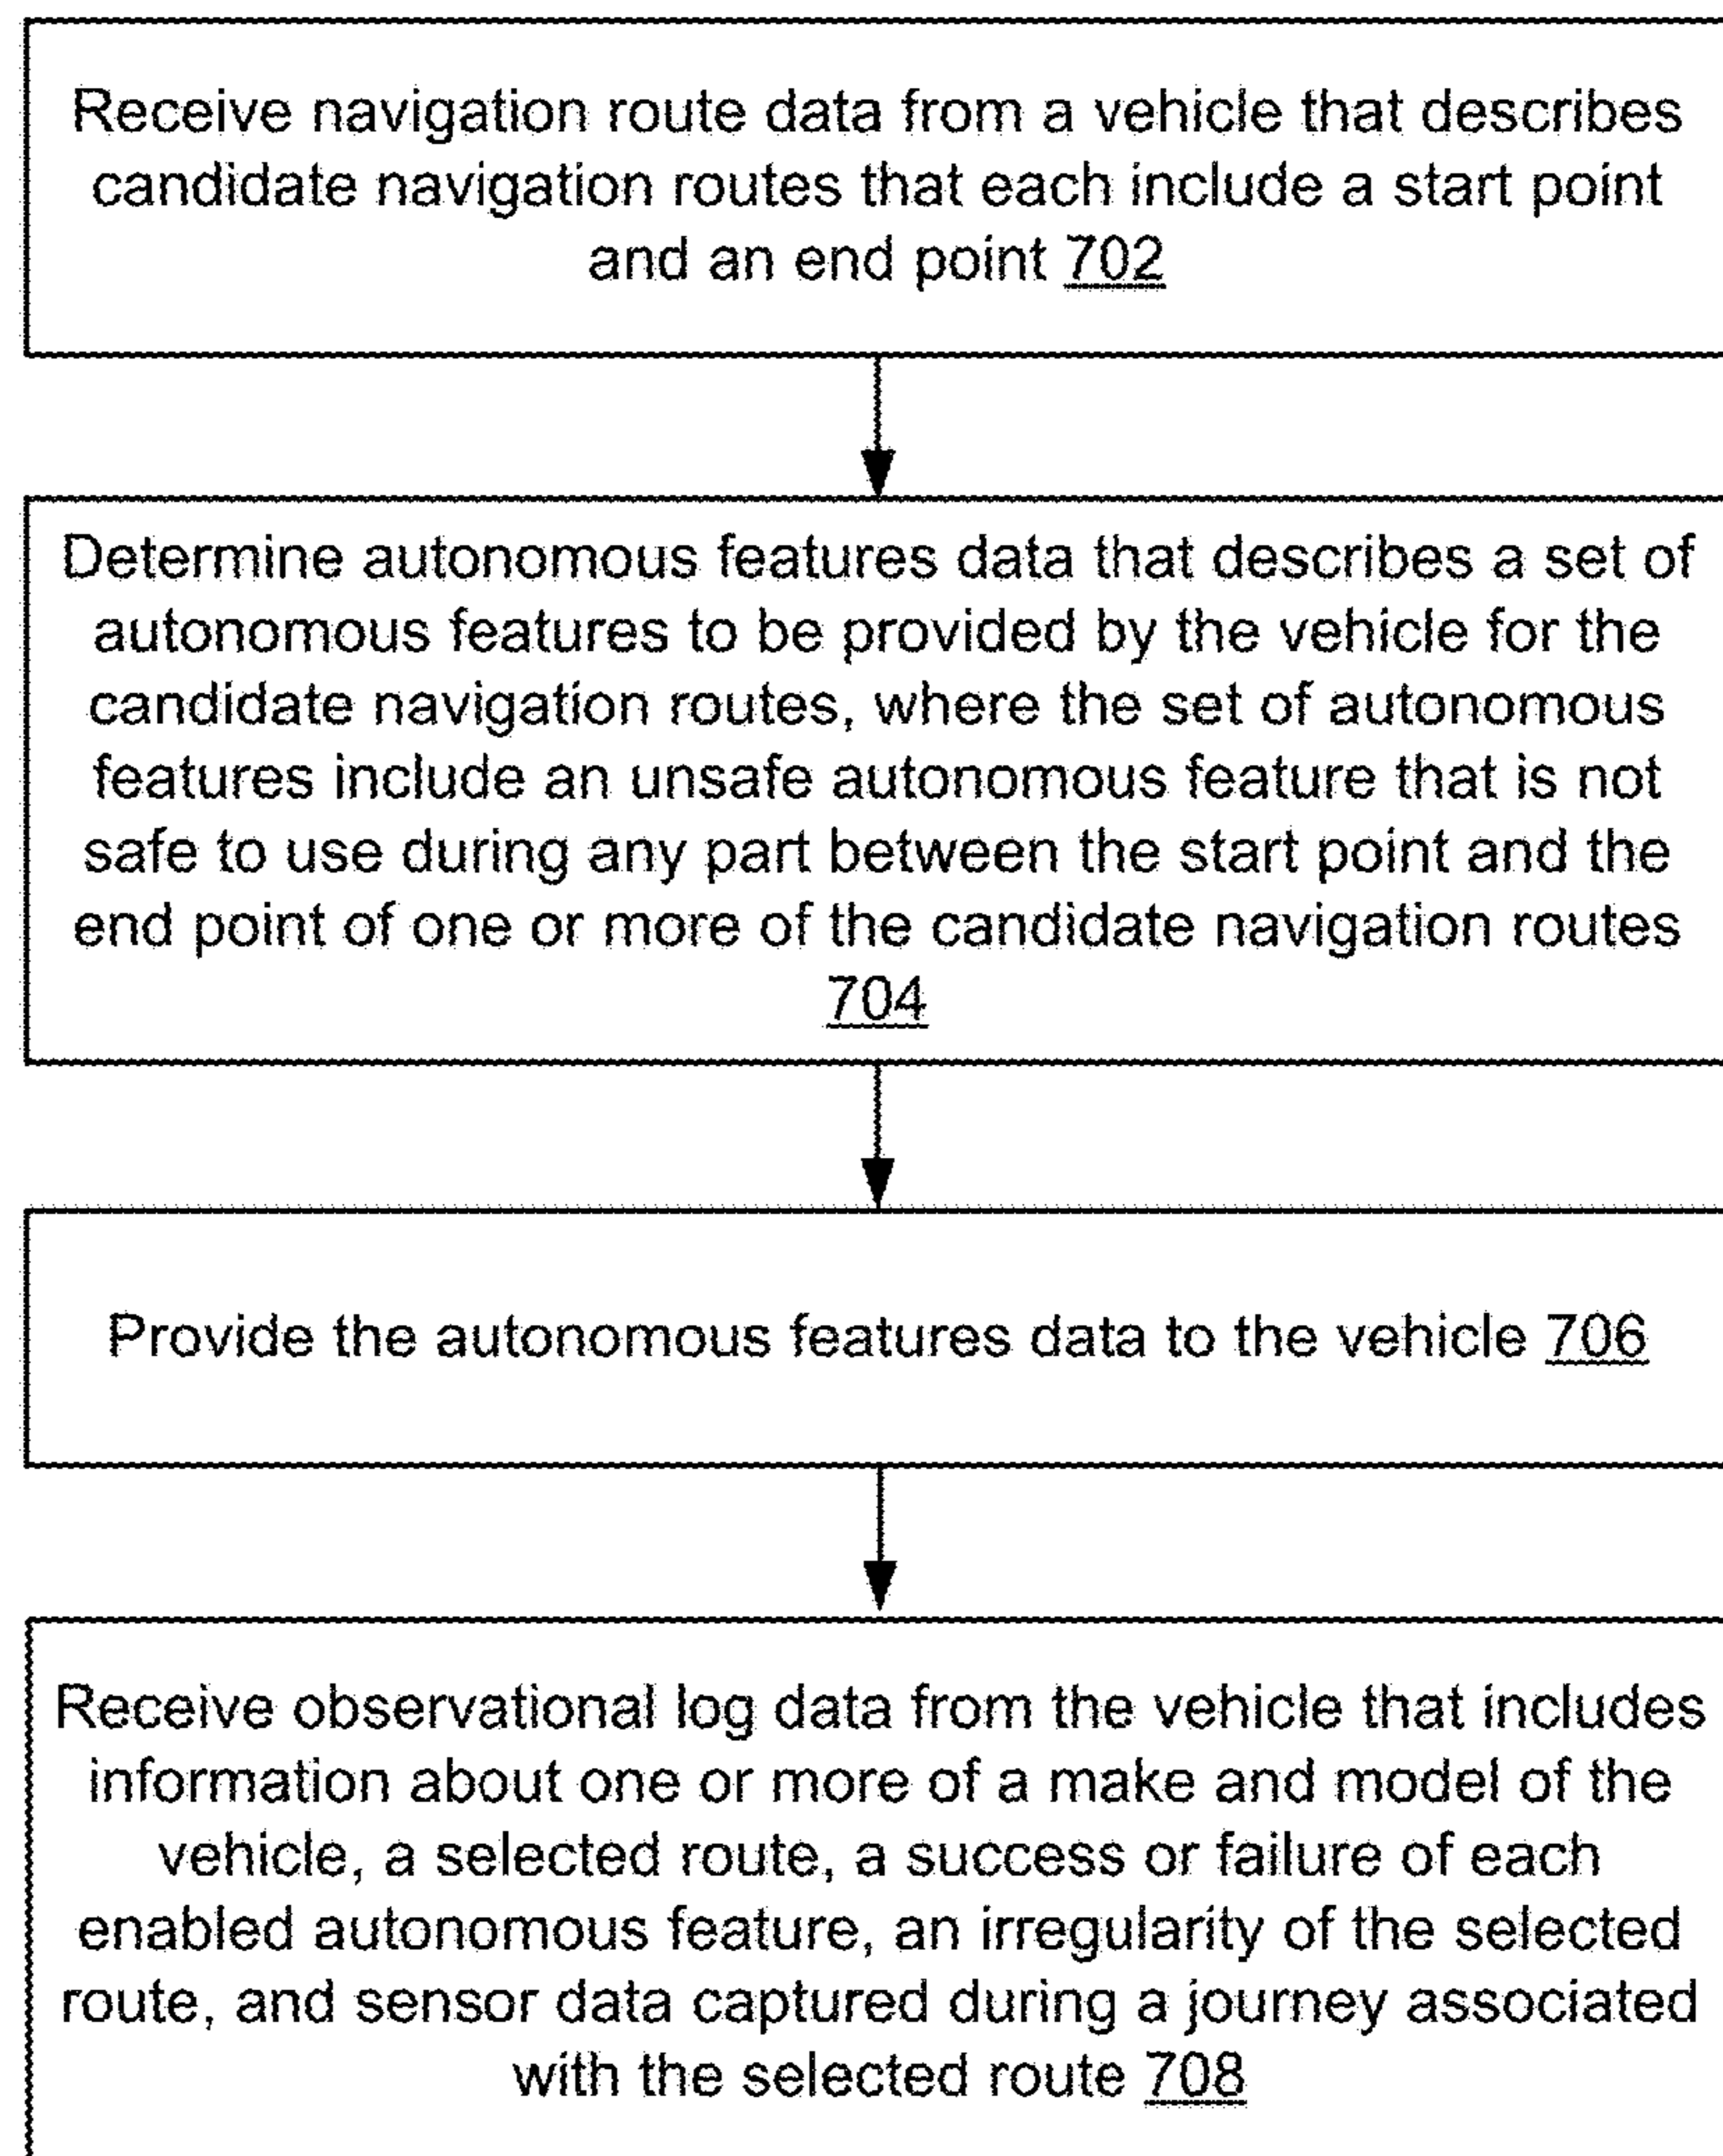 Receive navigation route data from a vehicle that describes
candidate navigation routes that each include a start point
and an end point 702
Determine autonomous features data that describes a set of
autonomous features to be provided by the vehicle for the
candidate navigation routes, where the set of autonomous
features include an unsafe autonomous feature that is not
safe to use during any part between the start point and the
end point of one or more of the candidate navigation routes
704
Provide the autonomous features data to the vehicle 706
Receive observational log data from the vehicle that includes
information about one or more of a make and model of the
vehicle, a selected route, a success or failure of each
enabled autonomous feature, an irregularity of the selected
route, and sensor data captured during a journey associated
with the selected route 708